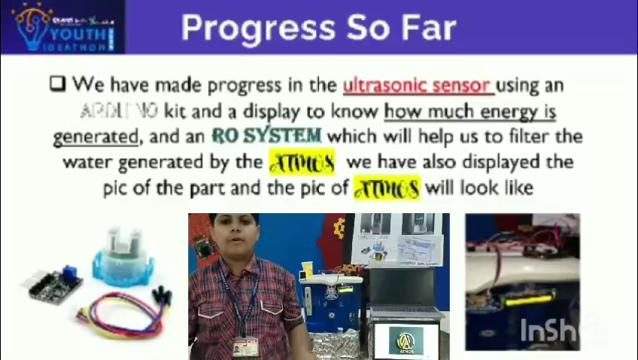 YOUTH
IDEATHON
Progress So Far
We have made progress in the ultrasonic sensor using an
ARDUINO kit and a display to know how much energy is
generated, and an RO SYSTEM which will help us to filter the
water generated by the ATMOS we have also displayed the
pic of the part and the pic of ATMOS will look like
ATMOS
InSh